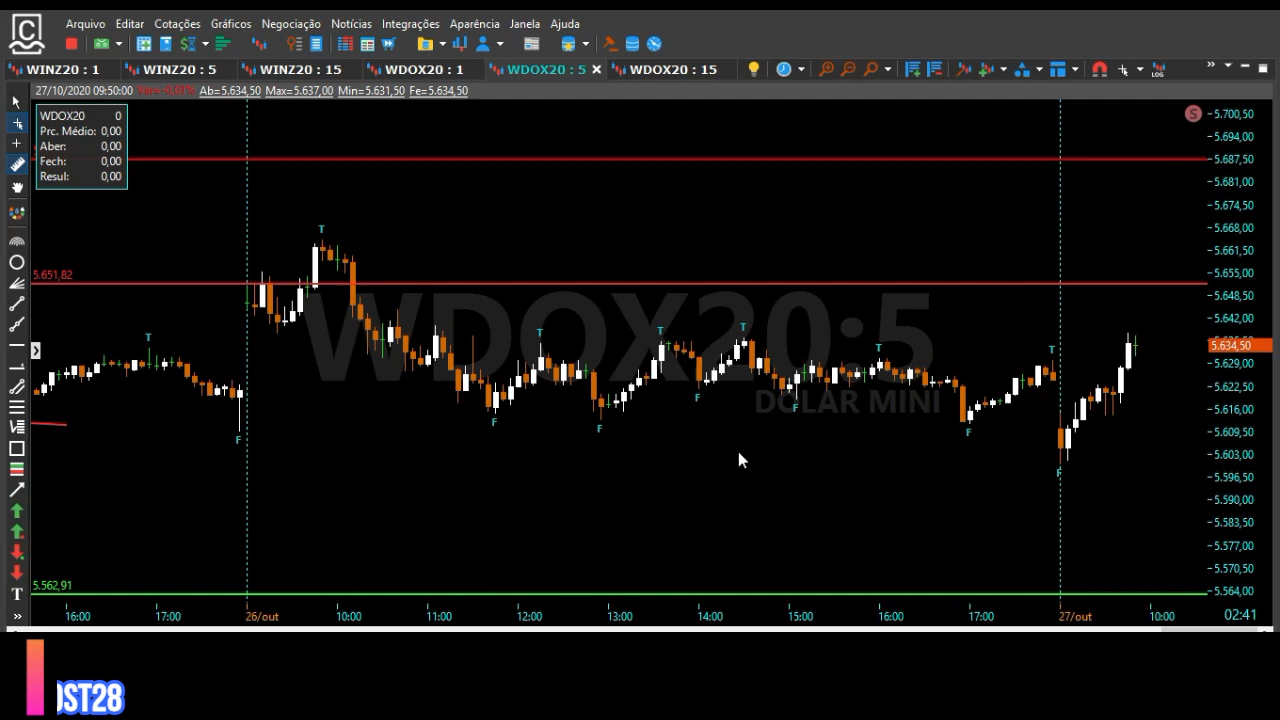 Arquivo Editar Cotações Gráficos Negociação Notícias Integrações Aparência Janela Ajuda
WINZ20 : 1 WINZ20 : 5 WINZ20 : 15 WDOX20 : 1 WDOX20 : 5 WDOX20 : 15 LOG
27/10/2020 09:50:00 Var=-0,01% Ab=5.634,50 Max=5.637,00 Min=5.631,50 Fe=5.634,50
WDOX20 0
Prc. Médio: 0,00
Aber: 0,00
Fech: 0,00
Resul: 0,00
S
5.700,50
5.694,00
5.687,50
5.681,00
5.674,50
5.668,00
5.661,50
5.655,00
5.648,50
5.642,00
5.634,50
5.629,00
5.622,50
5.616,00
5.609,50
5.603,00
5.596,50
5.590,00
5.583,50
5.577,00
5.570,50
5.564,00
5.651,82
5.562,91
WDOX20:5
DOLAR MINI
T T T T T T T
F F F F F F F
16:00 17:00 26/out 10:00 11:00 12:00 13:00 14:00 15:00 16:00 17:00 27/out 10:00 02:41
OST28